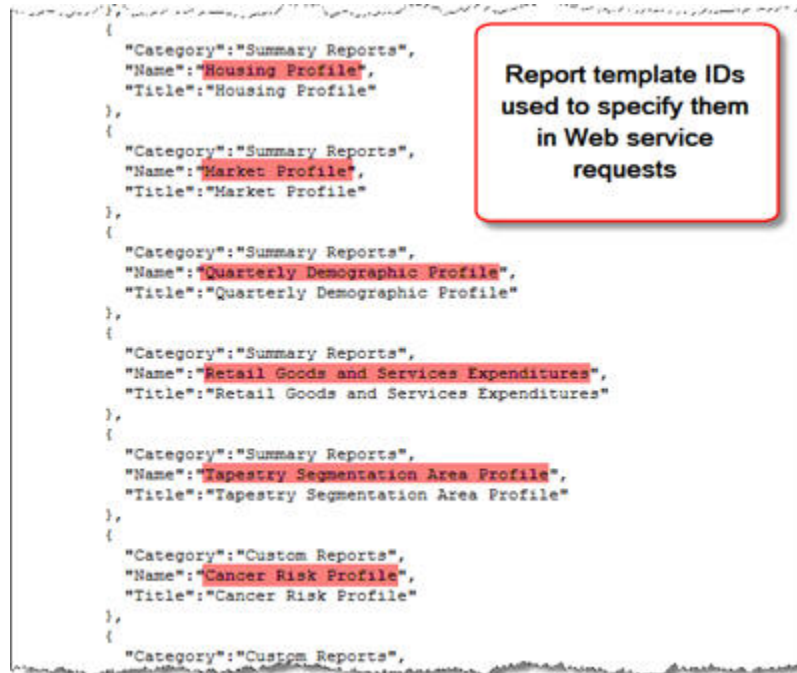 },
{
"Category":"Summary Reports",
"Name":"Housing Profile",
"Title":"Housing Profile"
},
{
"Category":"Summary Reports",
"Name":"Market Profile",
"Title":"Market Profile"
},
{
"Category":"Summary Reports",
"Name":"Quarterly Demographic Profile",
"Title":"Quarterly Demographic Profile"
},
{
"Category":"Summary Reports",
"Name":"Retail Goods and Services Expenditures",
"Title":"Retail Goods and Services Expenditures"
},
{
"Category":"Summary Reports",
"Name":"Tapestry Segmentation Area Profile",
"Title":"Tapestry Segmentation Area Profile"
},
{
"Category":"Custom Reports",
"Name":"Cancer Risk Profile",
"Title":"Cancer Risk Profile"
},
{
"Category":"Custom Reports",
Report template IDs
used to specify them
in Web service
requests